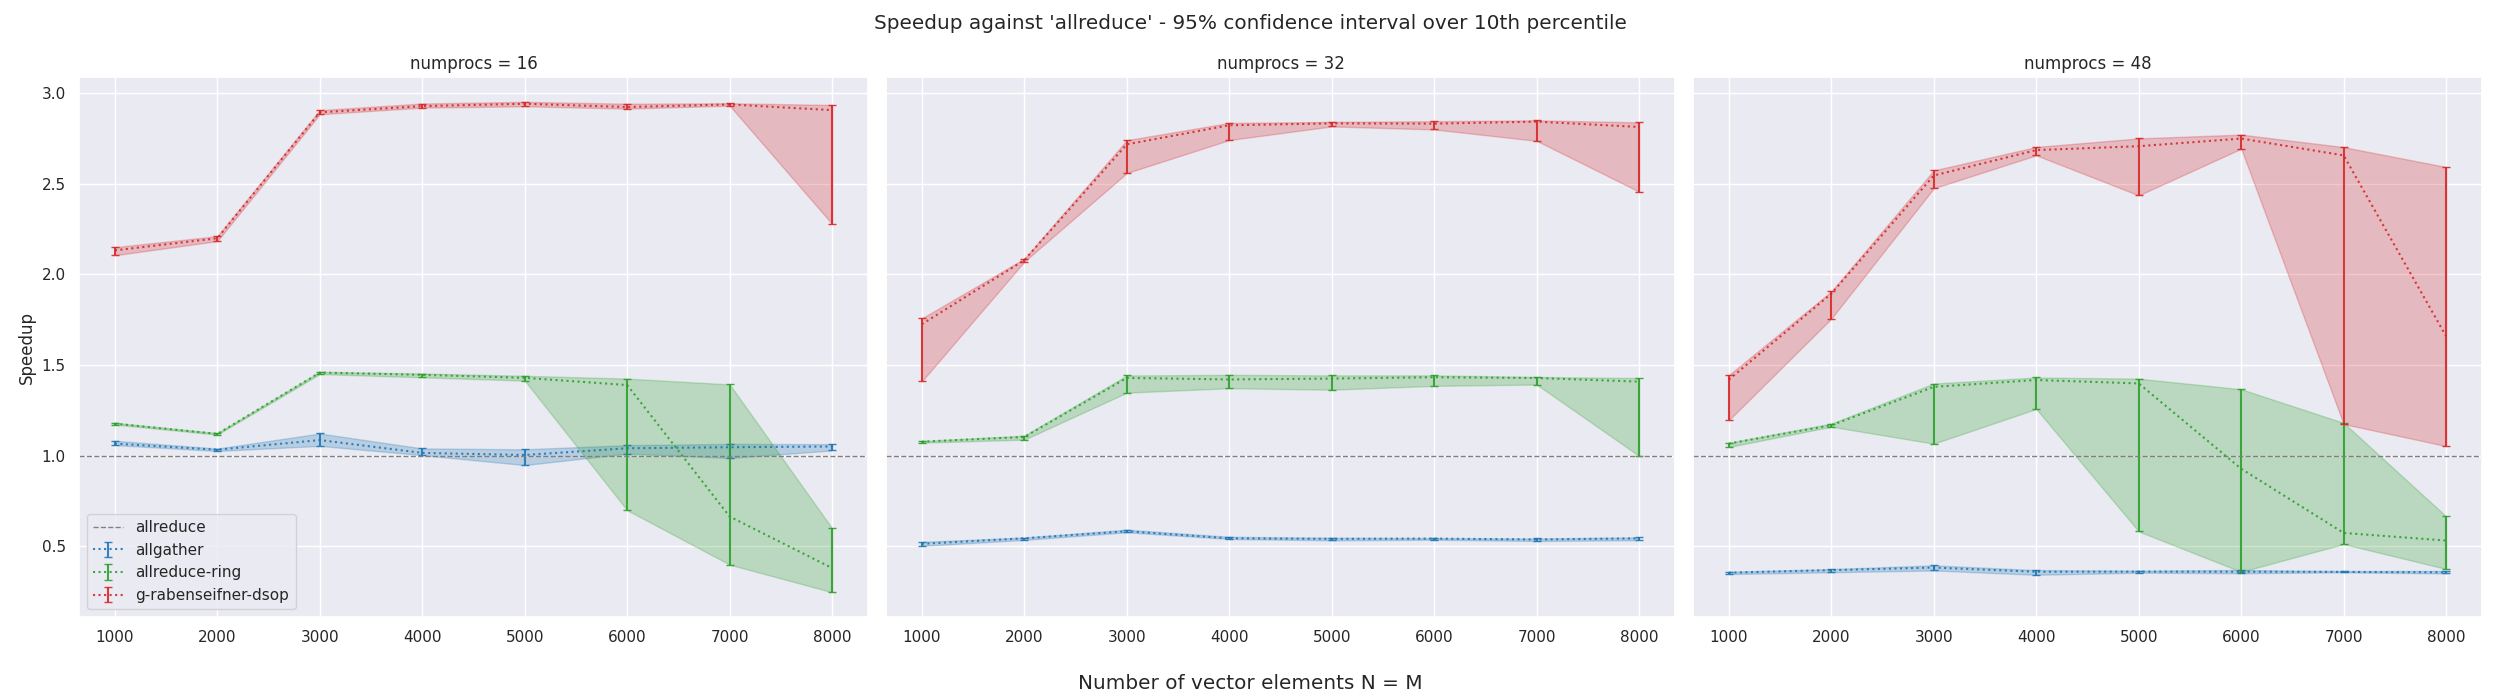 Speedup against 'allreduce' - 95% confidence interval over 10th percentile
numprocs = 16
numprocs = 32
numprocs = 48
Speedup
3.0
2.5
2.0
1.5
1.0
0.5
allreduce
allgather
allreduce-ring
g-rabenseifner-dsop
1000 2000 3000 4000 5000 6000 7000 8000
1000 2000 3000 4000 5000 6000 7000 8000
1000 2000 3000 4000 5000 6000 7000 8000
Number of vector elements N = M